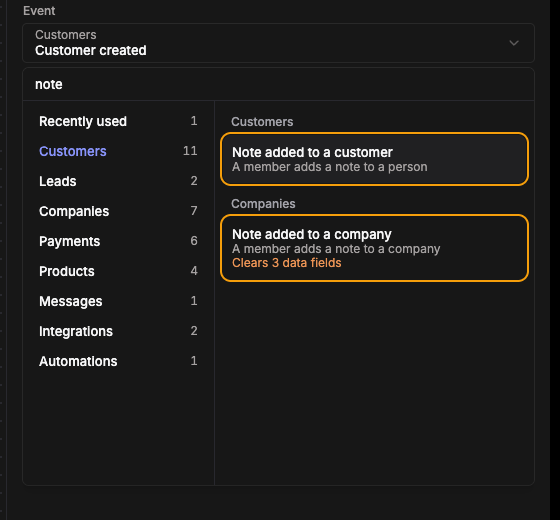 Event
Customers
Customer created
note
Recently used 1
Customers 11
Leads 2
Companies 7
Payments 6
Products 4
Messages 1
Integrations 2
Automations 1
Customers
Note added to a customer
A member adds a note to a person
Companies
Note added to a company
A member adds a note to a company
Clears 3 data fields